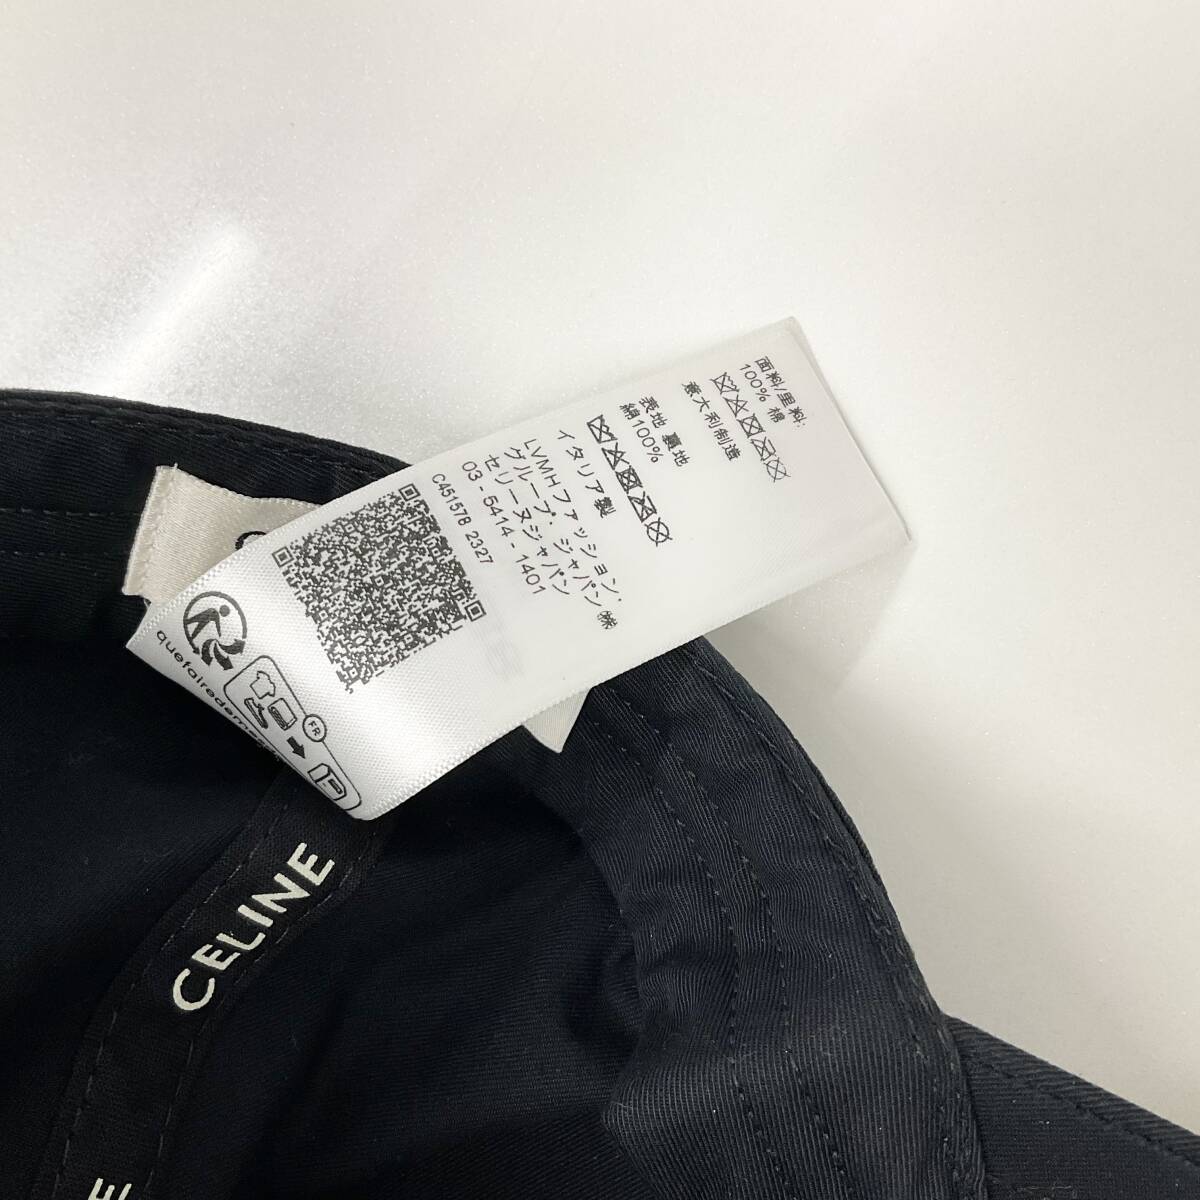 面料/里料:
100% 棉
意大利制造
表地 裏地
綿100%
イタリア製
LVMHファッション・
グループ・ジャパン㈱
セリーヌジャパン
03 - 5414 - 1401
C451578 2327
FR
CELINE
E